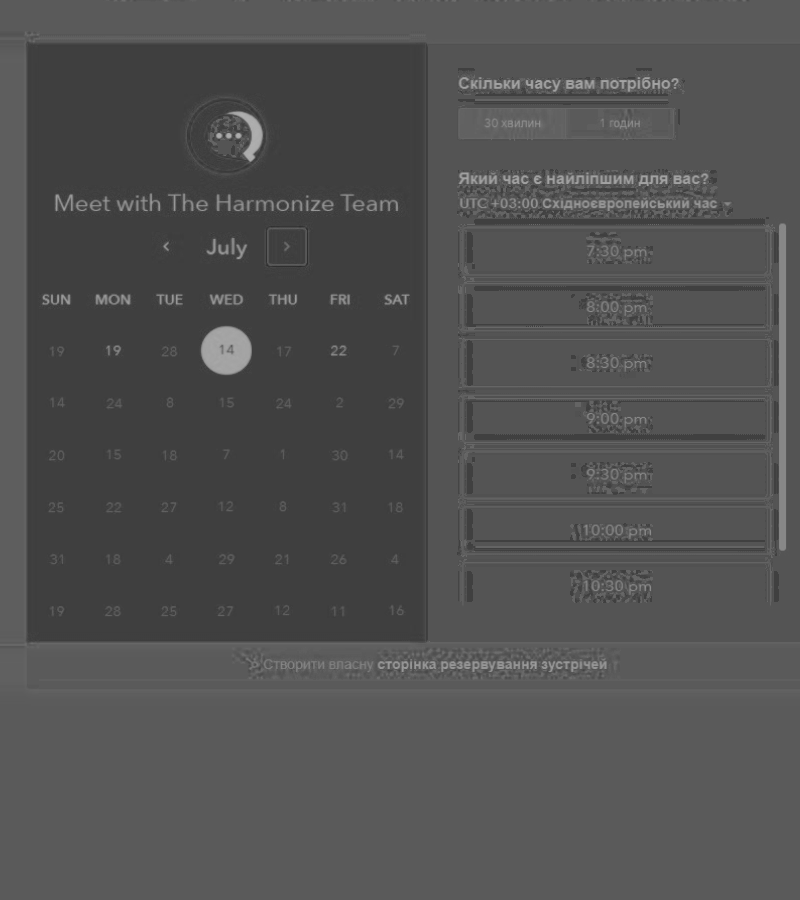 Meet with The Harmonize Team
July
SUN MON TUE WED THU FRI SAT
19 19 28 14 17 22 7
14 24 8 15 24 2 29
20 15 18 7 1 30 14
25 22 27 12 8 31 18
31 18 4 29 21 26 4
19 28 25 27 12 11 16
Скільки часу вам потрібно?
30 хвилин 1 годин
Який час є найліпшим для вас?
UTC +03:00 Східноєвропейський час
7:30 pm
8:00 pm
8:30 pm
9:00 pm
9:30 pm
10:00 pm
10:30 pm
Створити власну сторінка резервування зустрічей